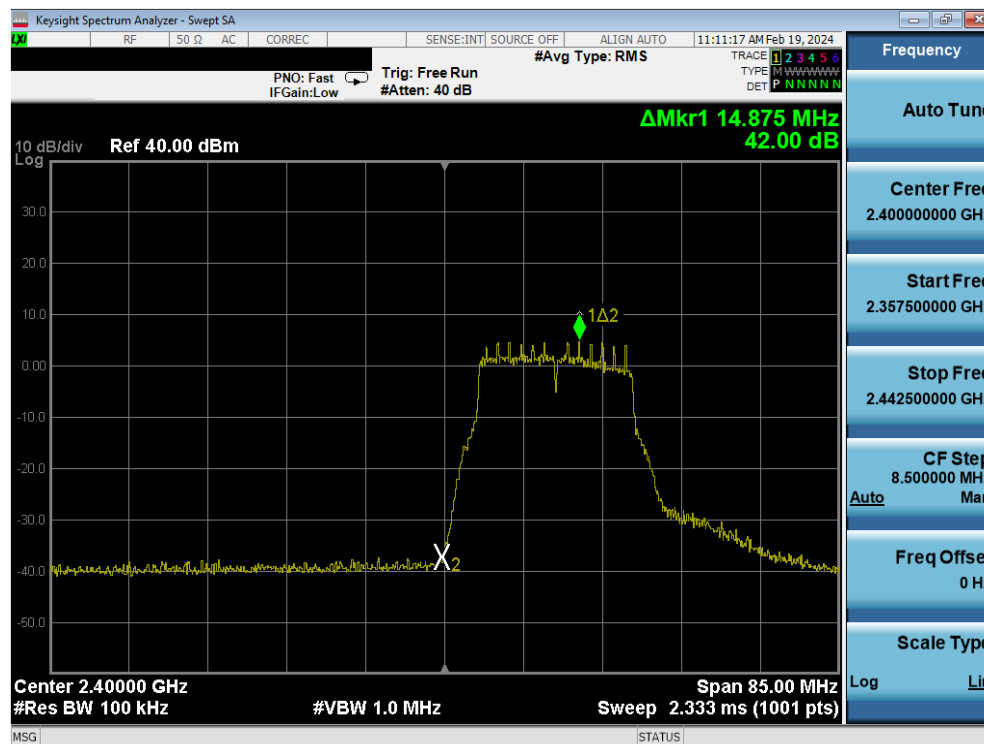 Keysight Spectrum Analyzer - Swept SA
LXI RF 50 Ω AC CORREC SENSE:INT SOURCE OFF ALIGN AUTO 11:11:17 AM Feb 19, 2024
#Avg Type: RMS
TRACE 1 2 3 4 5 6
PNO: Fast Trig: Free Run
TYPE M WWWWW
IFGain:Low #Atten: 40 dB
DET P N N N N N
ΔMkr1 14.875 MHz
42.00 dB
10 dB/div Ref 40.00 dBm
Log
30.0
20.0
10.0
1Δ2
0.00
-10.0
-20.0
-30.0
X2
-40.0
-50.0
Center 2.40000 GHz Span 85.00 MHz
#Res BW 100 kHz #VBW 1.0 MHz Sweep 2.333 ms (1001 pts)
MSG STATUS
Frequency
Auto Tun
Center Fre
2.400000000 GH
Start Fre
2.357500000 GH
Stop Fre
2.442500000 GH
CF Step
8.500000 MH
Auto Ma
Freq Offse
0 H
Scale Type
Log Li